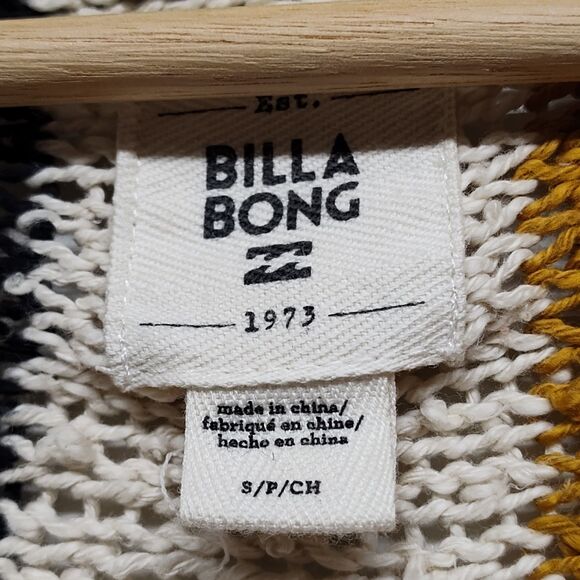 Est.
BILLA
BONG
1973
made in china/
fabriqué en chine/
hecho en china
S/P/CH